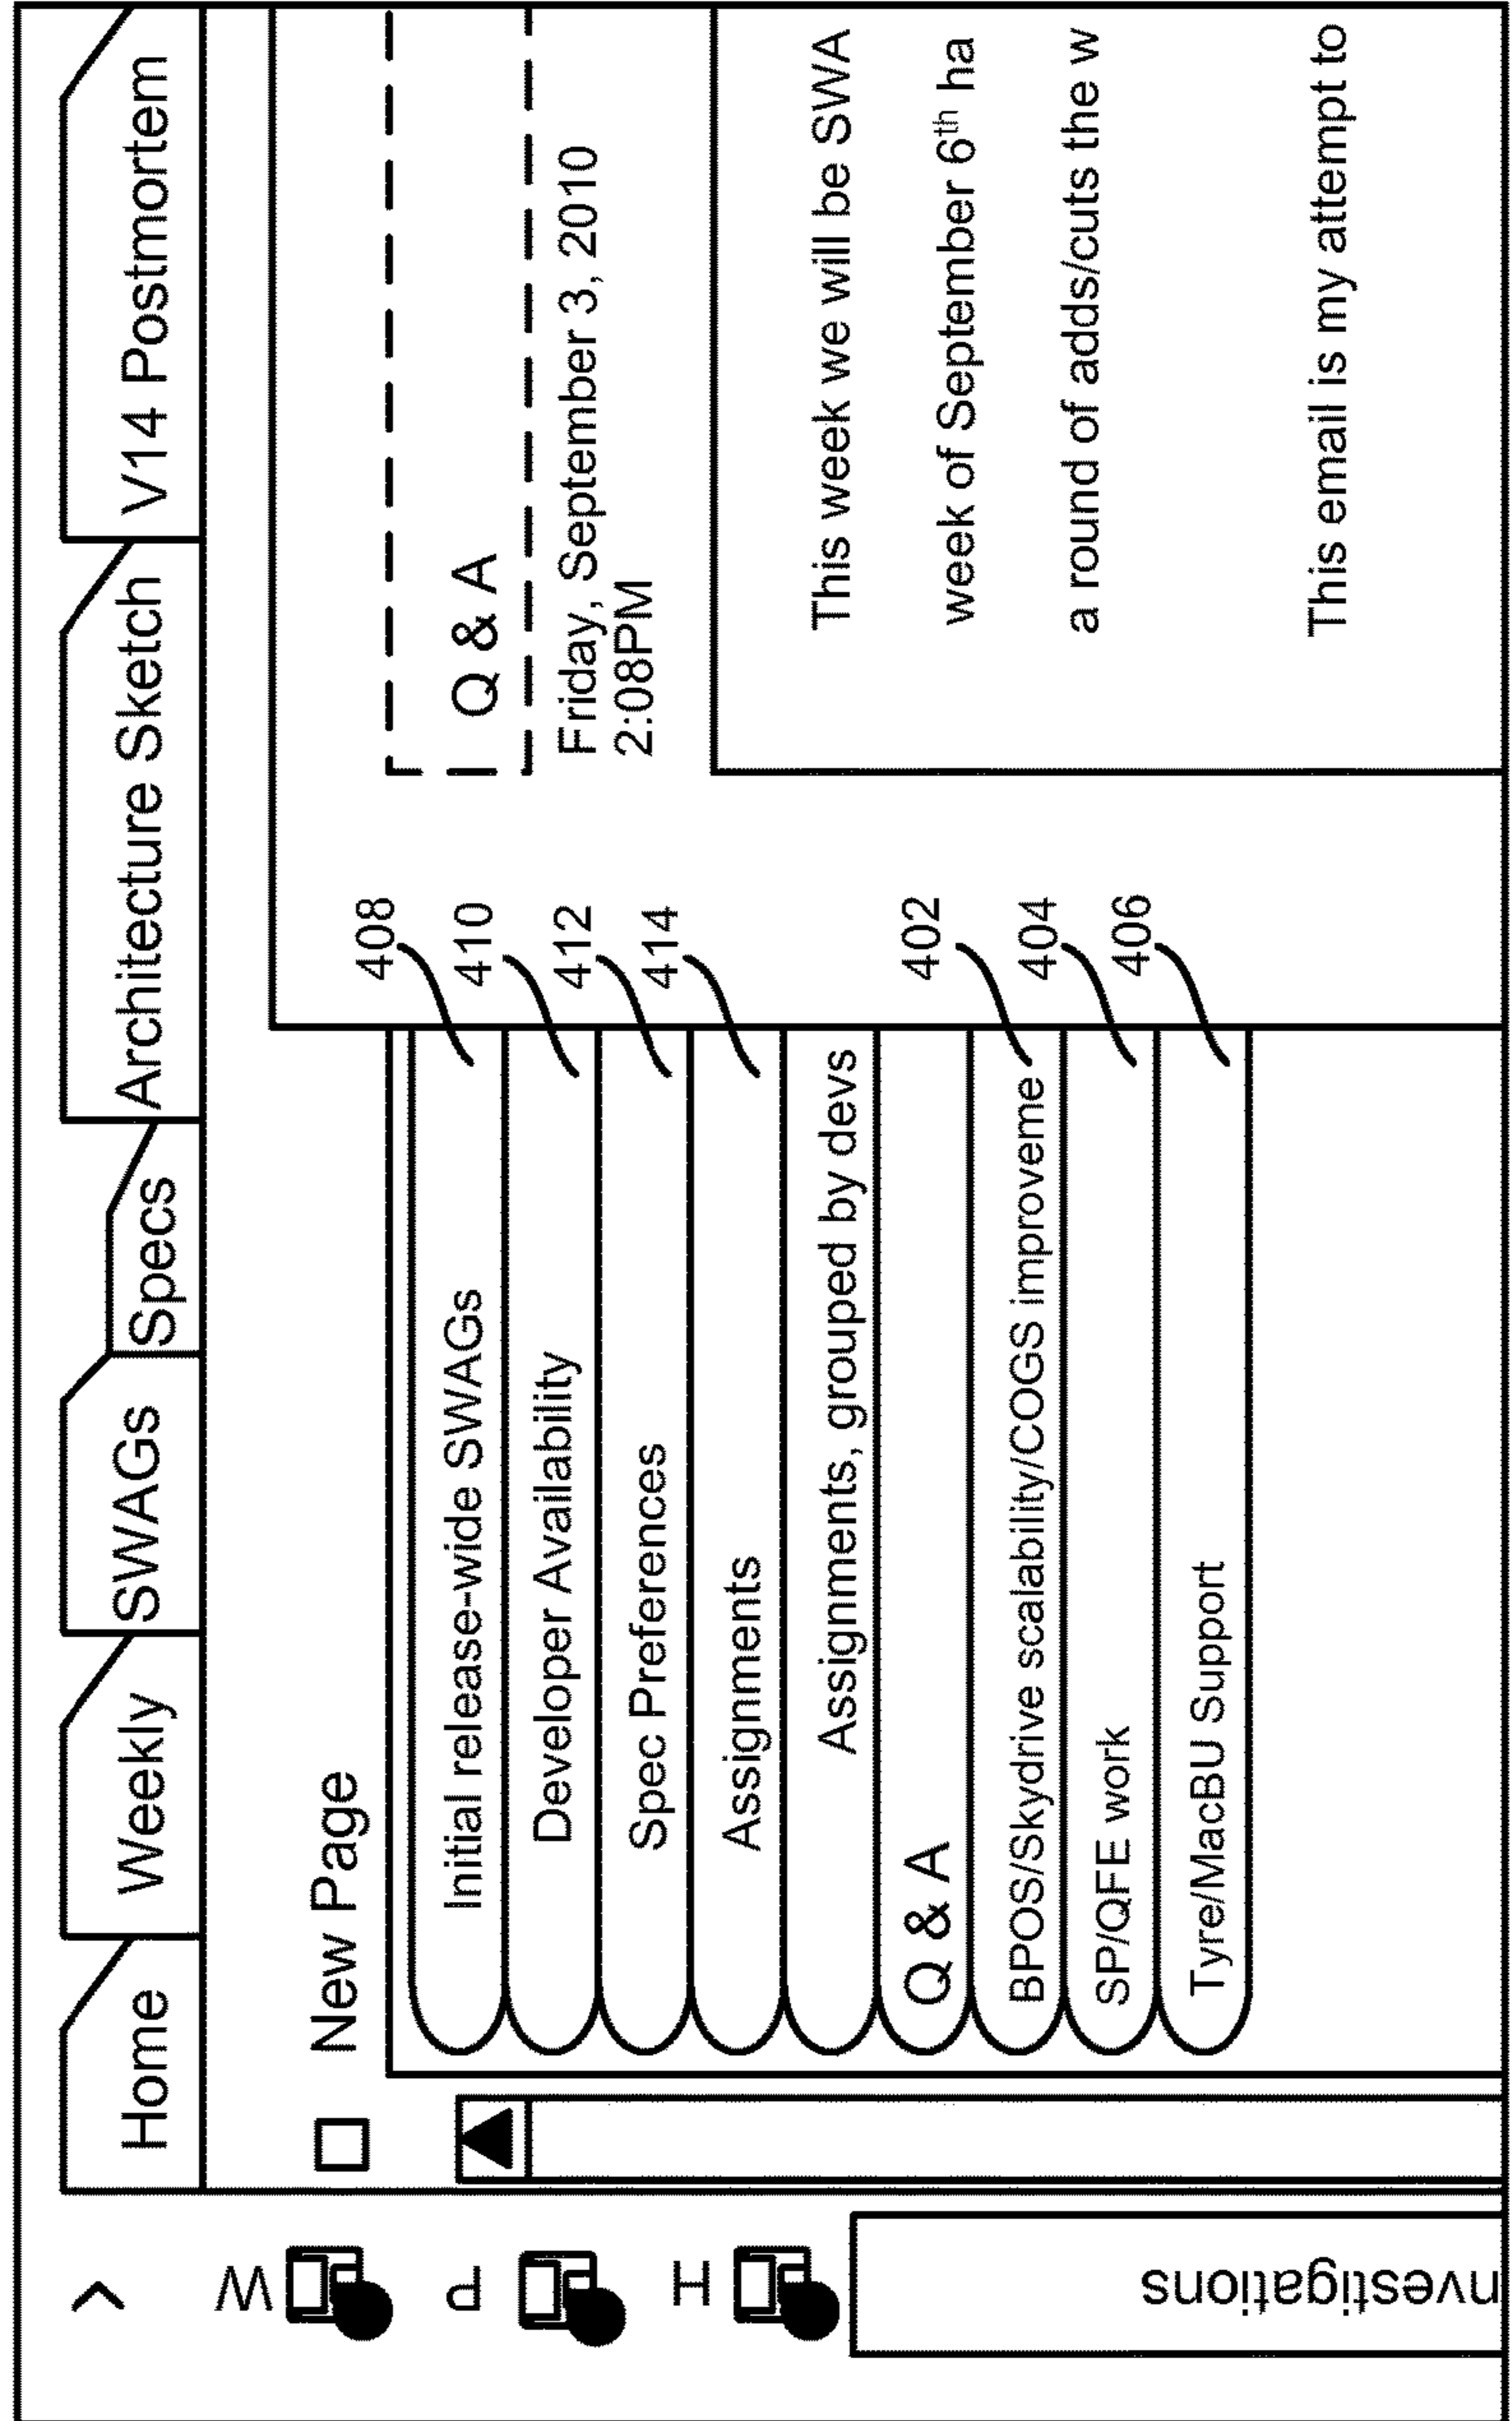 Home
Weekly
SWAGs
Specs
Architecture Sketch
V14 Postmortem
W
P
H
nvestigations
New Page
Initial release-wide SWAGs
408
Developer Availability
410
Spec Preferences
412
Assignments
414
Assignments, grouped by devs
Q & A
BPOS/Skydrive scalability/COGS improveme
402
SP/QFE work
404
Tyre/MacBU Support
406
Q & A
Friday, September 3, 2010
2:08PM
This week we will be SWA
week of September 6th ha
a round of adds/cuts the w
This email is my attempt to